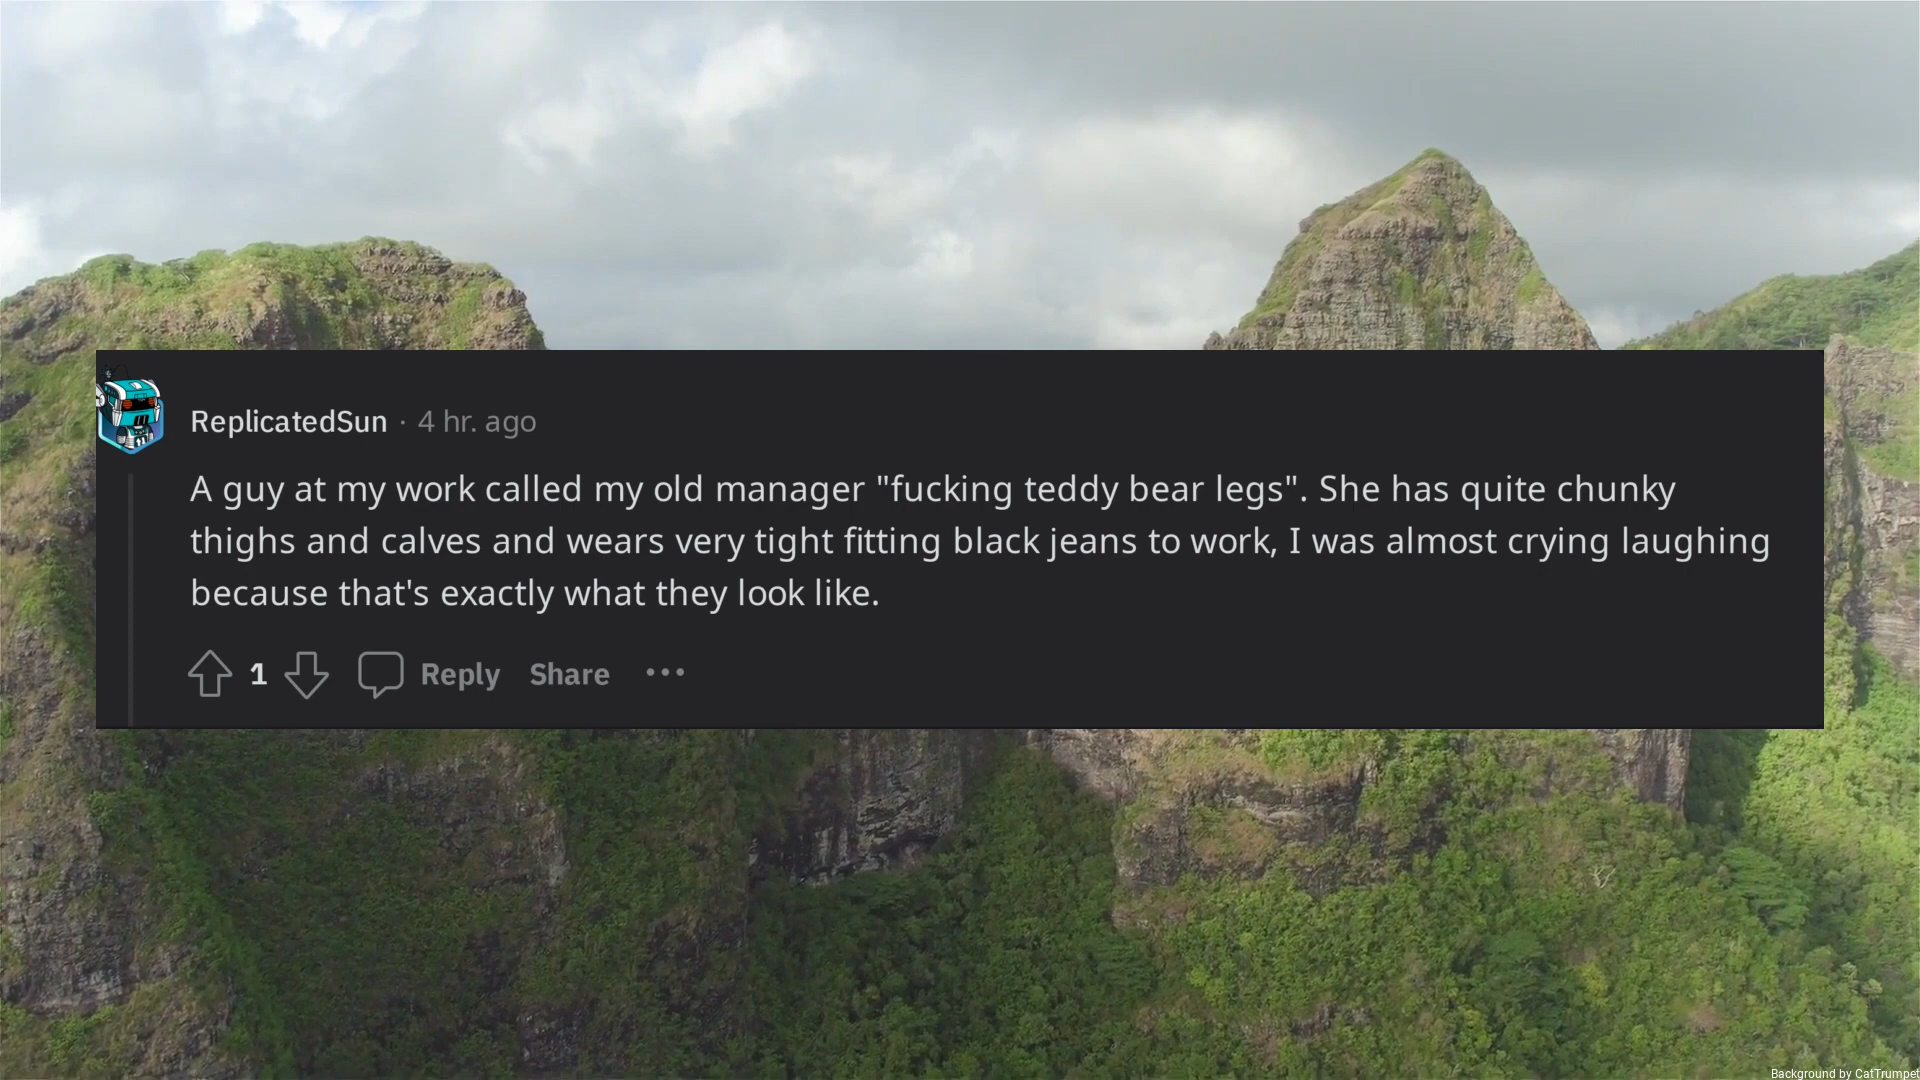 ReplicatedSun · 4 hr. ago
A guy at my work called my old manager "fucking teddy bear legs". She has quite chunky
thighs and calves and wears very tight fitting black jeans to work, I was almost crying laughing
because that's exactly what they look like.
1 Reply Share ···
Background by CatTrumpet